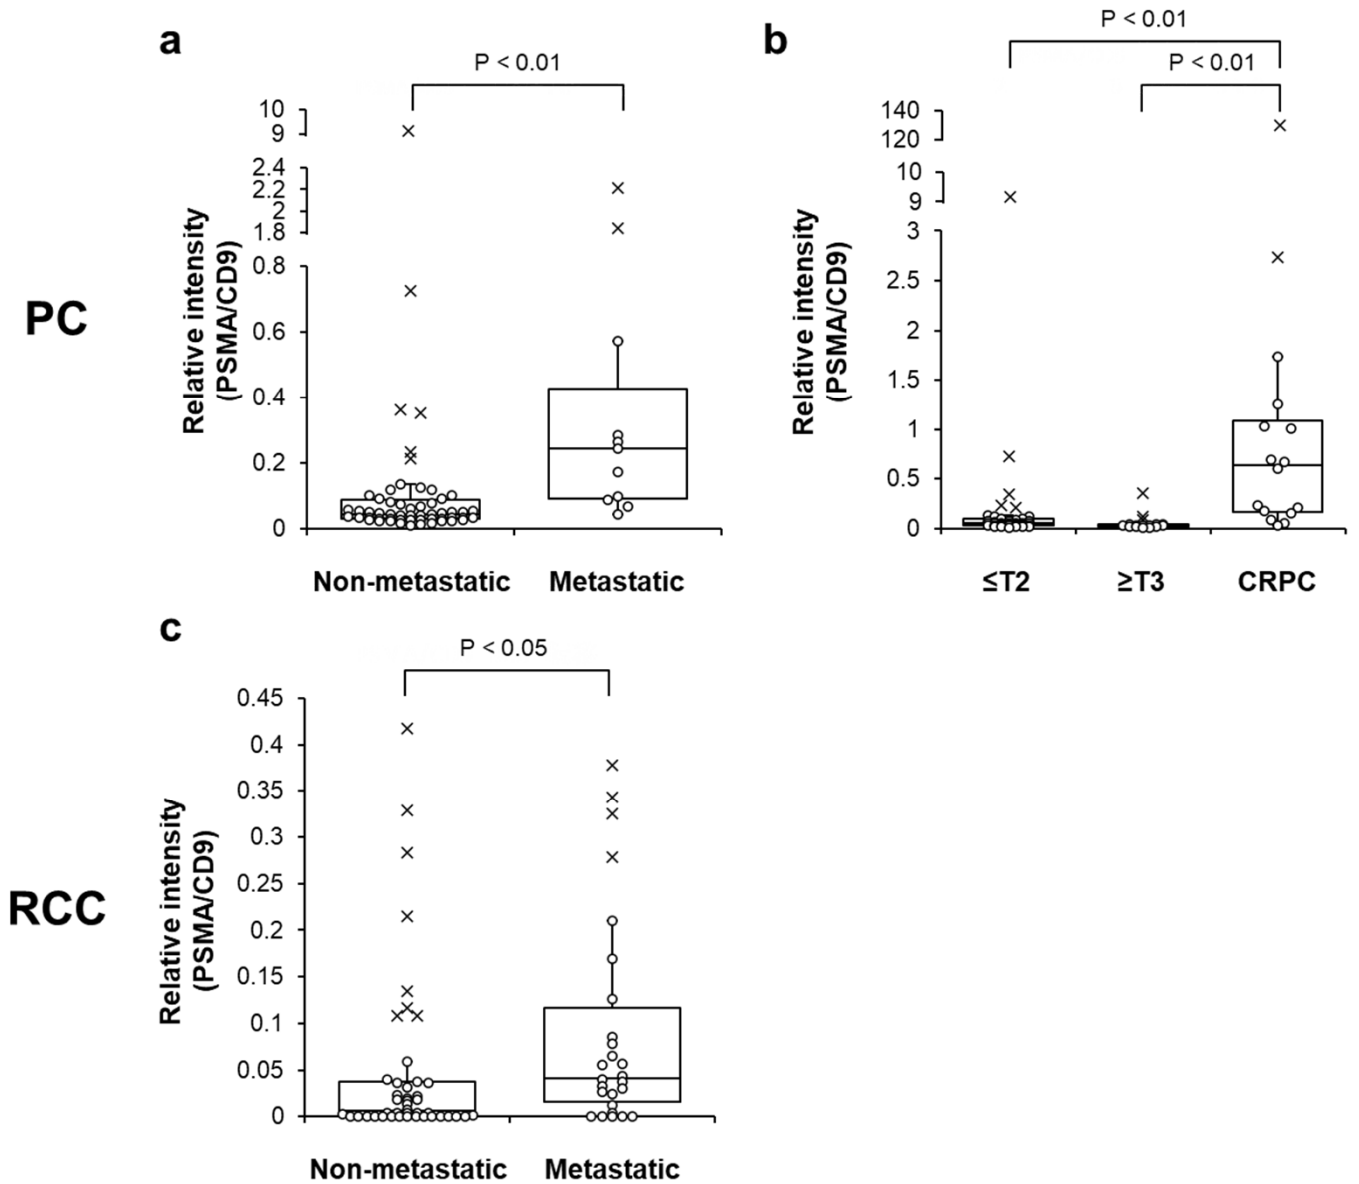 a
P < 0.01
10
9
2.4
2.2
2
1.8
0.8
0.6
0.4
0.2
0
Relative intensity
(PSMA/CD9)
Non-metastatic
Metastatic
PC
b
P < 0.01
P < 0.01
140
120
10
9
3
2.5
2
1.5
1
0.5
0
Relative intensity
(PSMA/CD9)
≤T2
≥T3
CRPC
c
P < 0.05
0.45
0.4
0.35
0.3
0.25
0.2
0.15
0.1
0.05
0
Relative intensity
(PSMA/CD9)
Non-metastatic
Metastatic
RCC